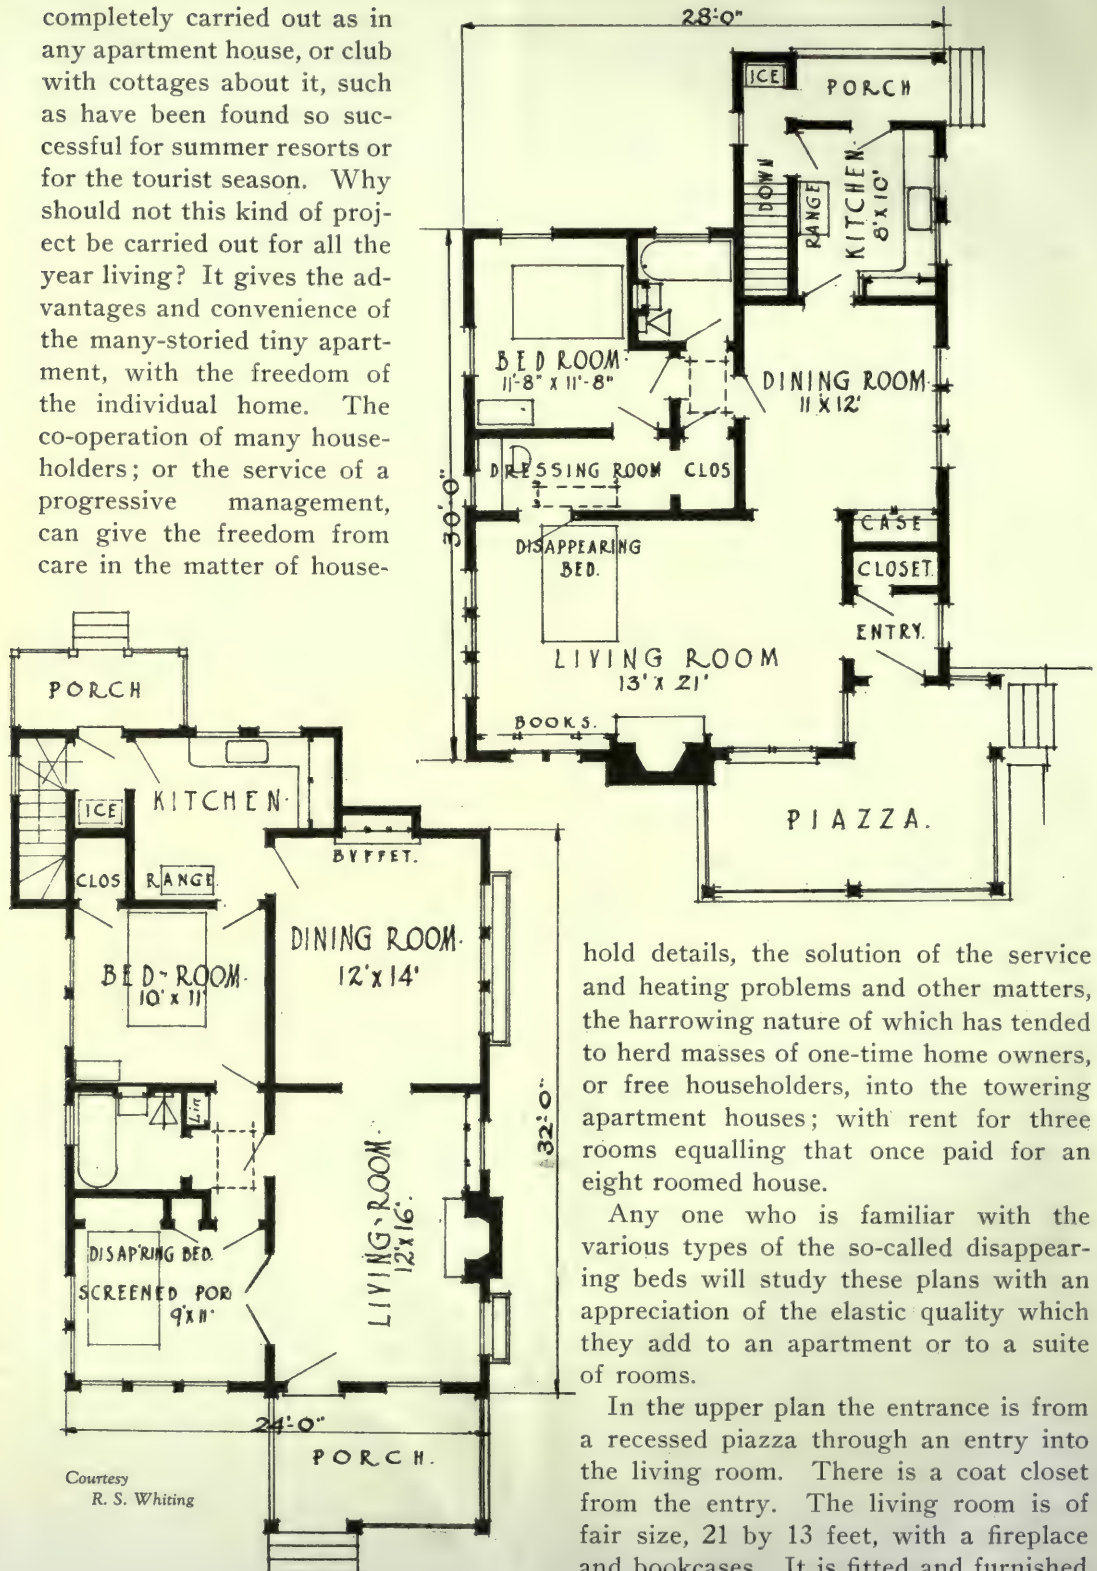 completely carried out as in
any apartment house, or club
with cottages about it, such
as have been found so suc-
cessful for summer resorts or
for the tourist season. Why
should not this kind of proj-
ect be carried out for all the
year living? It gives the ad-
vantages and convenience of
the many-storied tiny apart-
ment, with the freedom of
the individual home. The
co-operation of many house-
holders; or the service of a
progressive management,
can give the freedom from
care in the matter of house-
28'-0"
ICE
PORCH
DOWN
RANGE
KITCHEN
8' X 10'
BED ROOM
11'-8" X 11'-8"
DINING ROOM
11 X 12'
DRESSING ROOM
CLOS
30'-0"
CASE
DISAPPEARING
BED.
CLOSET
ENTRY.
LIVING ROOM
13' X 21'
BOOKS.
PIAZZA.
PORCH
KITCHEN
ICE
BVFFET.
CLOS
RANGE
DINING ROOM
12' X 14'
BED-ROOM
10' X 11'
Lin
32'-0"
LIVING-ROOM
12' X 16'
DISAP'RING BED.
SCREENED POR
9' X 11'
24'-0"
PORCH.
Courtesy
R. S. Whiting
hold details, the solution of the service
and heating problems and other matters,
the harrowing nature of which has tended
to herd masses of one-time home owners,
or free householders, into the towering
apartment houses; with rent for three
rooms equalling that once paid for an
eight roomed house.
Any one who is familiar with the
various types of the so-called disappear-
ing beds will study these plans with an
appreciation of the elastic quality which
they add to an apartment or to a suite
of rooms.
In the upper plan the entrance is from
a recessed piazza through an entry into
the living room. There is a coat closet
from the entry. The living room is of
fair size, 21 by 13 feet, with a fireplace
and bookcases. It is fitted and furnished